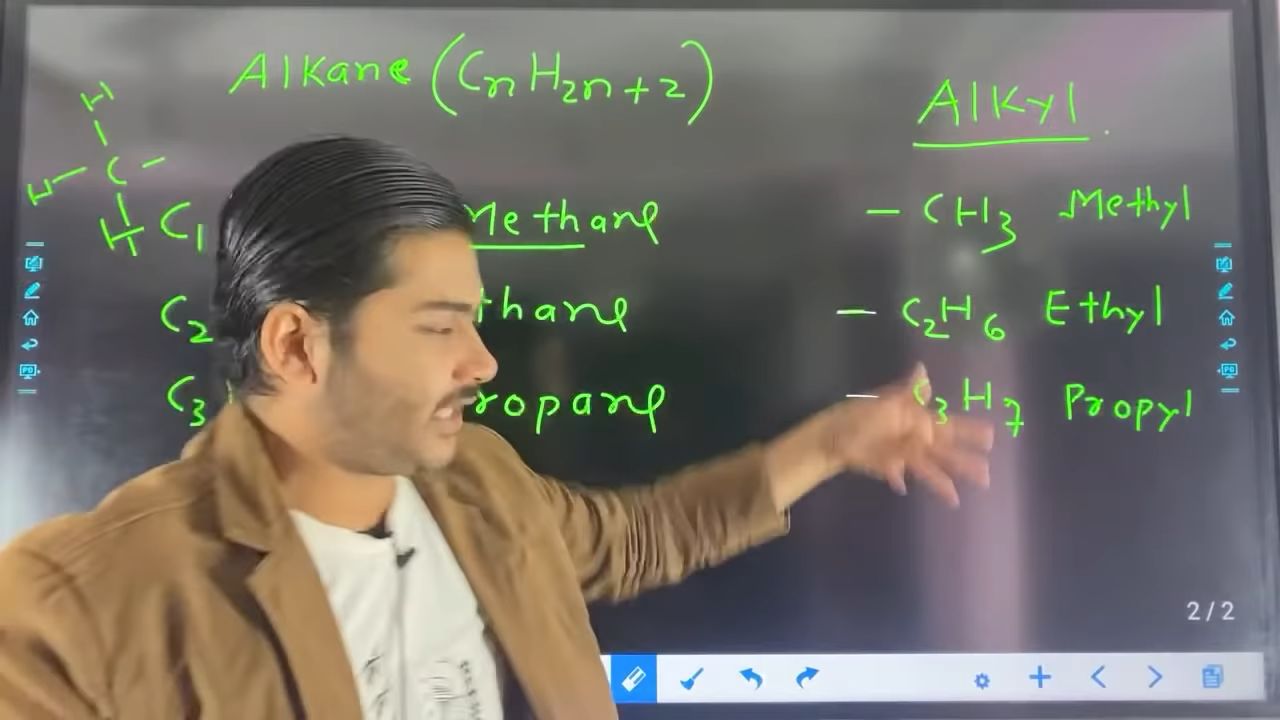 Alkane (CnH2n+2)
Alkyl
H
H-C-
H
C1 Methane - CH3 Methyl
C2 thane - C2H6 Ethyl
C3 ropane - C3H7 Propyl
2/2